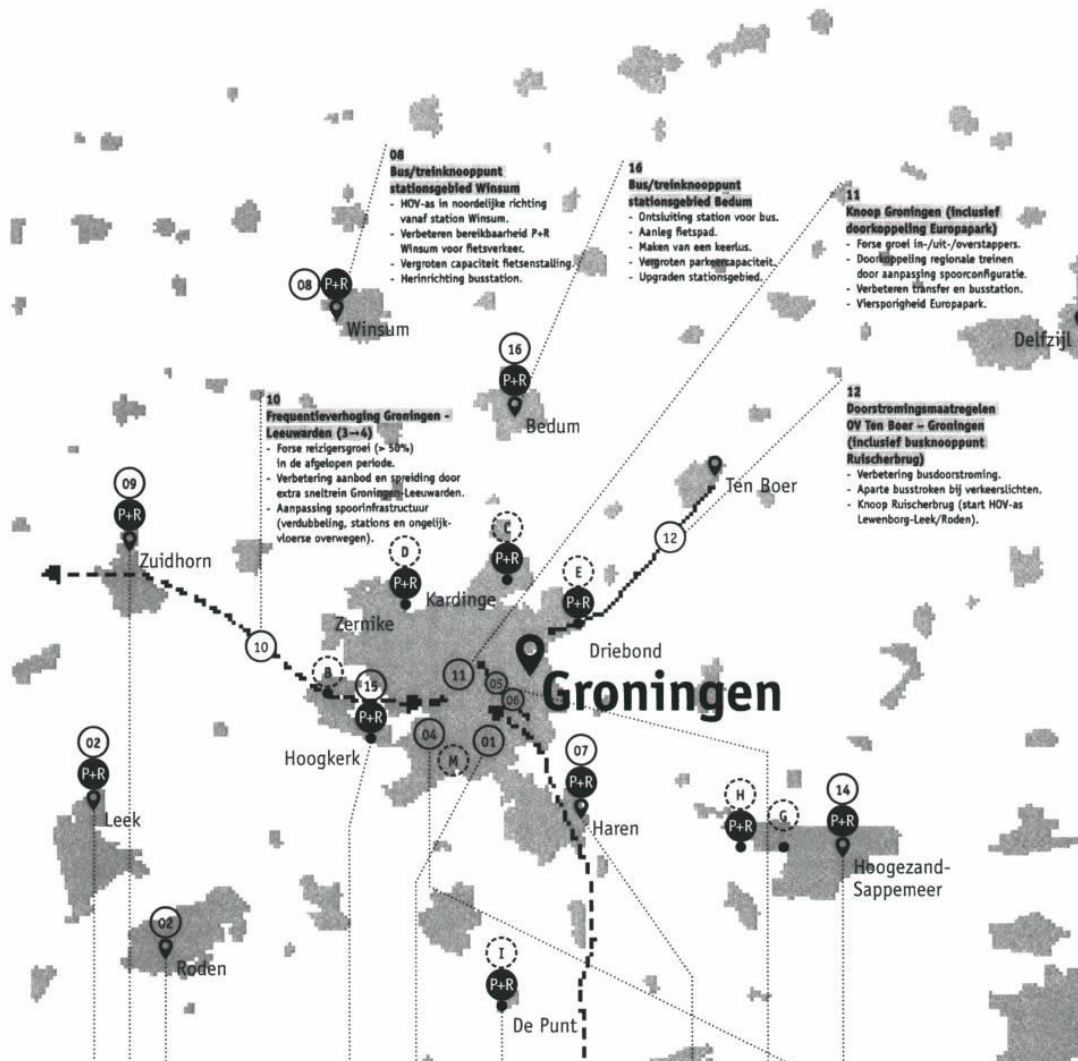 08
Bus/treinknooppunt
stationsgebied Winsum
- HOV-as in noordelijke richting
vanaf station Winsum.
- Verbeteren bereikbaarheid P+R
Winsum voor fietsverkeer.
- Vergroten capaciteit fietsenstalling.
- Herinrichting busstation.
16
Bus/treinknooppunt
stationsgebied Bedum
- Ontsluiting station voor bus.
- Aanleg fietspad.
- Maken van een keerlus.
- Vergroten parkeercapaciteit.
- Upgraden stationsgebied.
11
Knoop Groningen (inclusief
doorkoppeling Europapark)
- Forse groei in-/uit-/overstappers.
- Doorkoppeling regionale treinen
door aanpassing spoorconfiguratie.
- Verbeteren transfer en busstation.
- Viersporigheid Europapark.
08 P+R
Winsum
Delfzijl
16
P+R
Bedum
10
Frequentieverhoging Groningen -
Leeuwarden (3→4)
- Forse reizigersgroei (> 50%)
in de afgelopen periode.
- Verbetering aanbod en spreiding door
extra sneltrein Groningen-Leeuwarden.
- Aanpassing spoorinfrastructuur
(verdubbeling, stations en ongelijk-
vloerse overwegen).
12
Doorstromingsmaatregelen
OV Ten Boer – Groningen
(inclusief busknooppunt
Ruischerbrug)
- Verbetering busdoorstroming.
- Aparte busstroken bij verkeerslichten.
- Knoop Ruischerbrug (start HOV-as
Lewenborg-Leek/Roden).
09
P+R
Zuidhorn
Ten Boer
12
C
P+R
Kardinge
D
P+R
Zernike
E
P+R
Driebond
10
B
15
P+R
Hoogkerk
11
05
06
Groningen
04
M
01
02
P+R
Leek
07
P+R
Haren
H
P+R
G
14
P+R
Hoogezand-
Sappemeer
02
Roden
I
P+R
De Punt